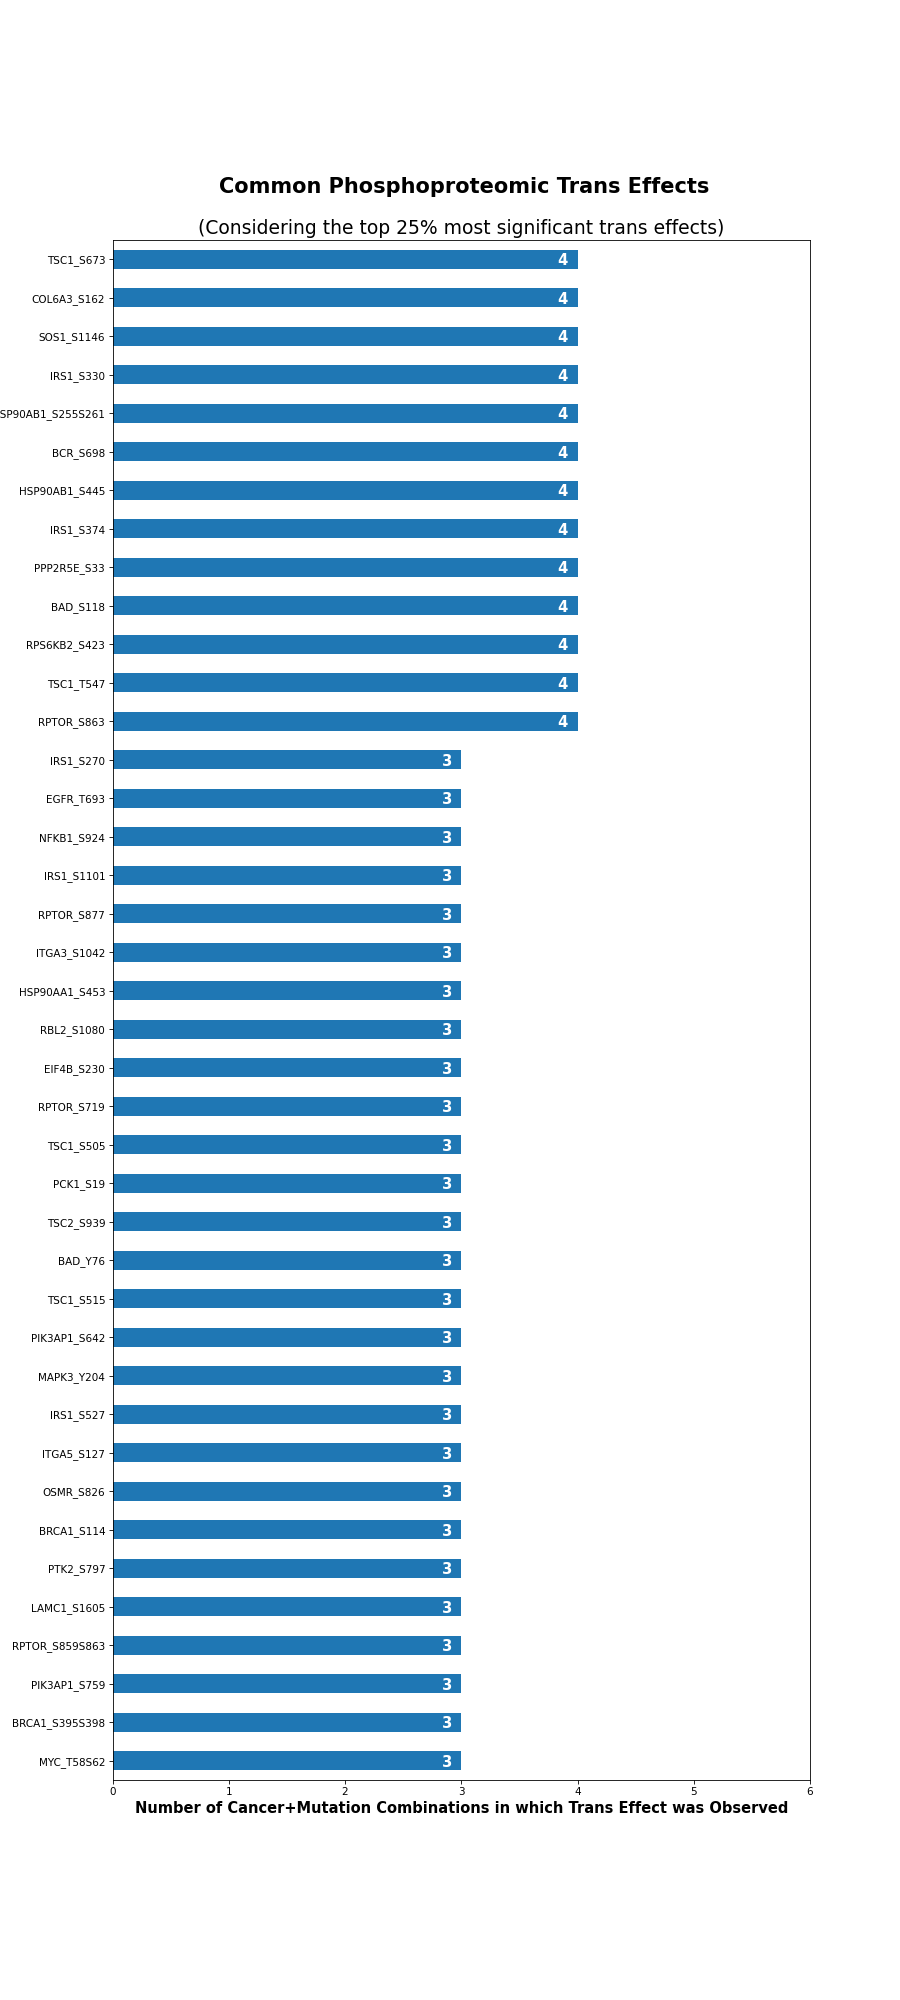 Common Phosphoproteomic Trans Effects
(Considering the top 25% most significant trans effects)
TSC1_S673 4
COL6A3_S162 4
SOS1_S1146 4
IRS1_S330 4
SP90AB1_S255S261 4
BCR_S698 4
HSP90AB1_S445 4
IRS1_S374 4
PPP2R5E_S33 4
BAD_S118 4
RPS6KB2_S423 4
TSC1_T547 4
RPTOR_S863 4
IRS1_S270 3
EGFR_T693 3
NFKB1_S924 3
IRS1_S1101 3
RPTOR_S877 3
ITGA3_S1042 3
HSP90AA1_S453 3
RBL2_S1080 3
EIF4B_S230 3
RPTOR_S719 3
TSC1_S505 3
PCK1_S19 3
TSC2_S939 3
BAD_Y76 3
TSC1_S515 3
PIK3AP1_S642 3
MAPK3_Y204 3
IRS1_S527 3
ITGA5_S127 3
OSMR_S826 3
BRCA1_S114 3
PTK2_S797 3
LAMC1_S1605 3
RPTOR_S859S863 3
PIK3AP1_S759 3
BRCA1_S395S398 3
MYC_T58S62 3
0 1 2 3 4 5 6
Number of Cancer+Mutation Combinations in which Trans Effect was Observed